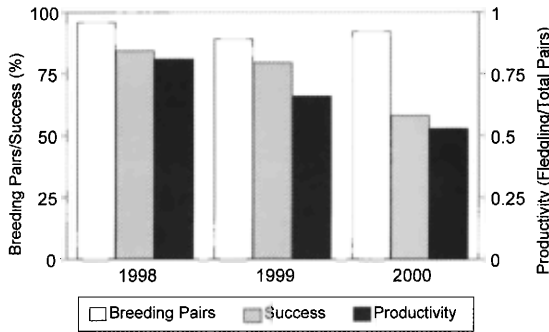 100
75
50
25
0
Breeding Pairs/Success (%)
1
0.75
0.5
0.25
0
Productivity (Fledgling/Total Pairs)
1998 1999 2000
Breeding Pairs Success Productivity